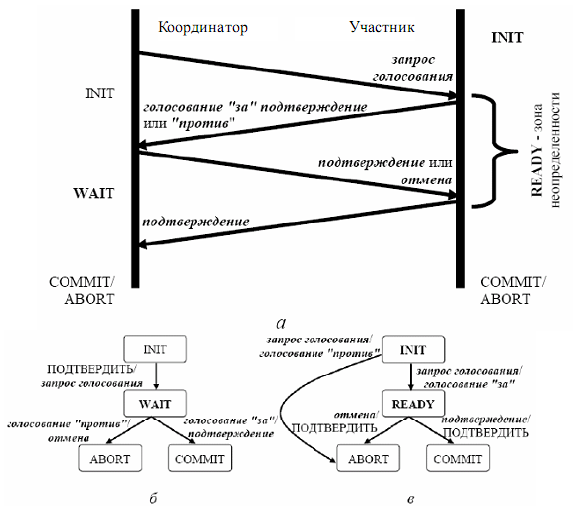 Координатор
Участник
INIT
запрос
голосования
INIT
голосование "за" подтверждение
или "против"
READY - зона
неопределенности
подтверждение или
отмена
WAIT
подтверждение
COMMIT/
ABORT
COMMIT/
ABORT
а
INIT
ПОДТВЕРДИТЬ/
запрос голосования
WAIT
голосование "против"/
отмена
голосование "за"/
подтверждение
ABORT
COMMIT
б
запрос голосования/
голосование "против"
INIT
запрос голосования/
голосование "за"
READY
отмена/
ПОДТВЕРДИТЬ
подтверждение/
ПОДТВЕРДИТЬ
ABORT
COMMIT
в